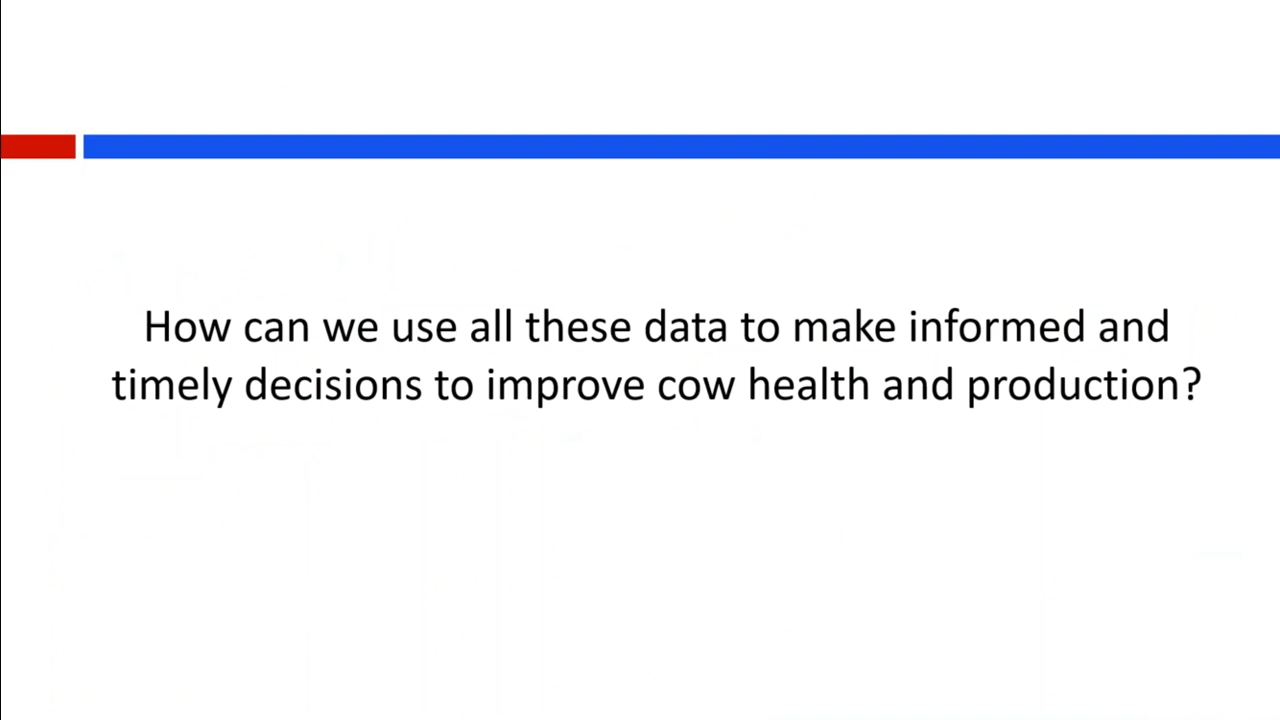 How can we use all these data to make informed and
timely decisions to improve cow health and production?